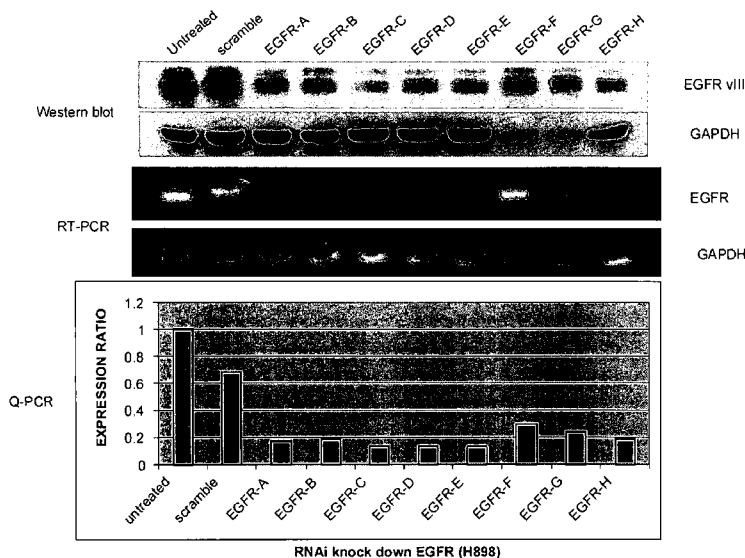 Untreated
scramble
EGFR-A
EGFR-B
EGFR-C
EGFR-D
EGFR-E
EGFR-F
EGFR-G
EGFR-H
Western blot
EGFR vIII
GAPDH
RT-PCR
EGFR
GAPDH
Q-PCR
EXPRESSION RATIO
1.2
1
0.8
0.6
0.4
0.2
0
untreated
scramble
EGFR-A
EGFR-B
EGFR-C
EGFR-D
EGFR-E
EGFR-F
EGFR-G
EGFR-H
RNAi knock down EGFR (H898)